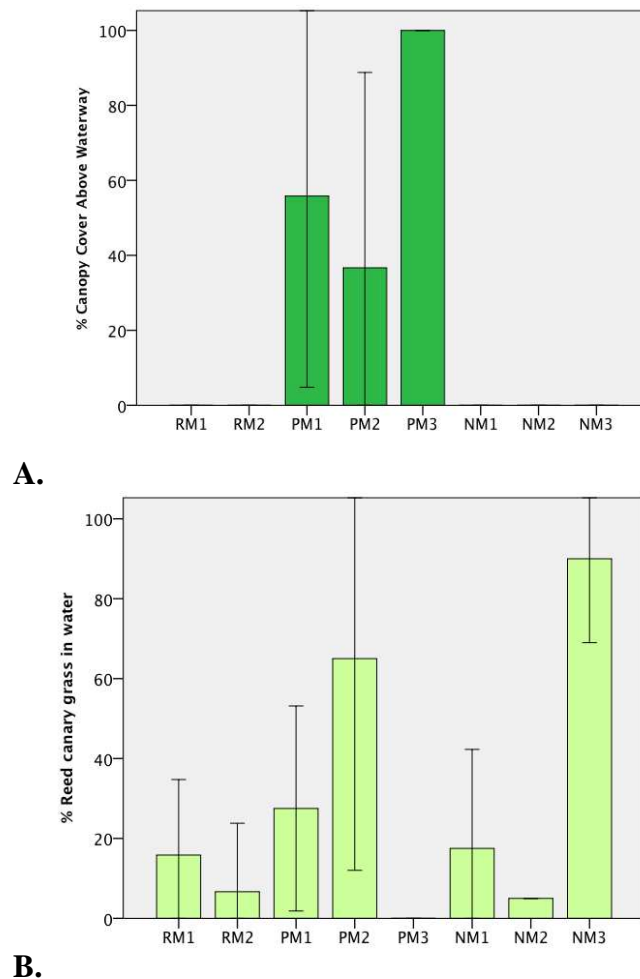 % Canopy Cover Above Waterway
100
80
60
40
20
0
RM1 RM2 PM1 PM2 PM3 NM1 NM2 NM3
A.
% Reed canary grass in water
100
80
60
40
20
0
RM1 RM2 PM1 PM2 PM3 NM1 NM2 NM3
B.